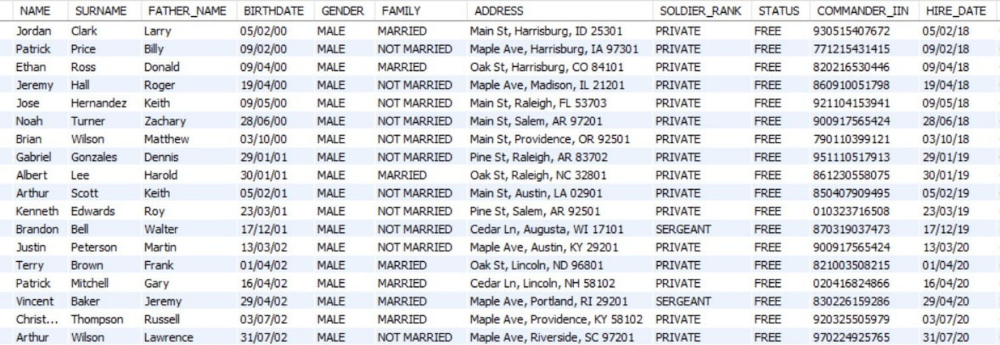 NAME SURNAME FATHER_NAME BIRTHDATE GENDER FAMILY ADDRESS SOLDIER_RANK STATUS COMMANDER_IIN HIRE_DATE
Jordan Clark Larry 05/02/00 MALE MARRIED Main St, Harrisburg, ID 25301 PRIVATE FREE 930515407672 05/02/18
Patrick Price Billy 09/02/00 MALE NOT MARRIED Maple Ave, Harrisburg, IA 97301 PRIVATE FREE 771215431415 09/02/18
Ethan Ross Donald 09/04/00 MALE MARRIED Oak St, Harrisburg, CO 84101 PRIVATE FREE 820216530446 09/04/18
Jeremy Hall Roger 19/04/00 MALE NOT MARRIED Maple Ave, Madison, IL 21201 PRIVATE FREE 860910051798 19/04/18
Jose Hernandez Keith 09/05/00 MALE NOT MARRIED Main St, Raleigh, FL 53703 PRIVATE FREE 921104153941 09/05/18
Noah Turner Zachary 28/06/00 MALE NOT MARRIED Main St, Salem, AR 97201 PRIVATE FREE 900917565424 28/06/18
Brian Wilson Matthew 03/10/00 MALE NOT MARRIED Main St, Providence, OR 92501 PRIVATE FREE 790110399121 03/10/18
Gabriel Gonzales Dennis 29/01/01 MALE NOT MARRIED Pine St, Raleigh, AR 83702 PRIVATE FREE 951110517913 29/01/19
Albert Lee Harold 30/01/01 MALE MARRIED Oak St, Raleigh, NC 32801 PRIVATE FREE 861230558075 30/01/19
Arthur Scott Keith 05/02/01 MALE NOT MARRIED Main St, Austin, LA 02901 PRIVATE FREE 850407909495 05/02/19
Kenneth Edwards Roy 23/03/01 MALE NOT MARRIED Pine St, Salem, AR 92501 PRIVATE FREE 010323716508 23/03/19
Brandon Bell Walter 17/12/01 MALE NOT MARRIED Cedar Ln, Augusta, WI 17101 SERGEANT FREE 870319037473 17/12/19
Justin Peterson Martin 13/03/02 MALE NOT MARRIED Maple Ave, Austin, KY 29201 PRIVATE FREE 900917565424 13/03/20
Terry Brown Frank 01/04/02 MALE MARRIED Oak St, Lincoln, ND 96801 PRIVATE FREE 821003508215 01/04/20
Patrick Mitchell Gary 16/04/02 MALE MARRIED Cedar Ln, Lincoln, NH 58102 PRIVATE FREE 020416824866 16/04/20
Vincent Baker Jeremy 29/04/02 MALE MARRIED Maple Ave, Portland, RI 29201 SERGEANT FREE 830226159286 29/04/20
Christ... Thompson Russell 03/07/02 MALE MARRIED Maple Ave, Providence, KY 58102 PRIVATE FREE 920325505979 03/07/20
Arthur Wilson Lawrence 31/07/02 MALE NOT MARRIED Maple Ave, Riverside, SC 97201 PRIVATE FREE 970224925765 31/07/20